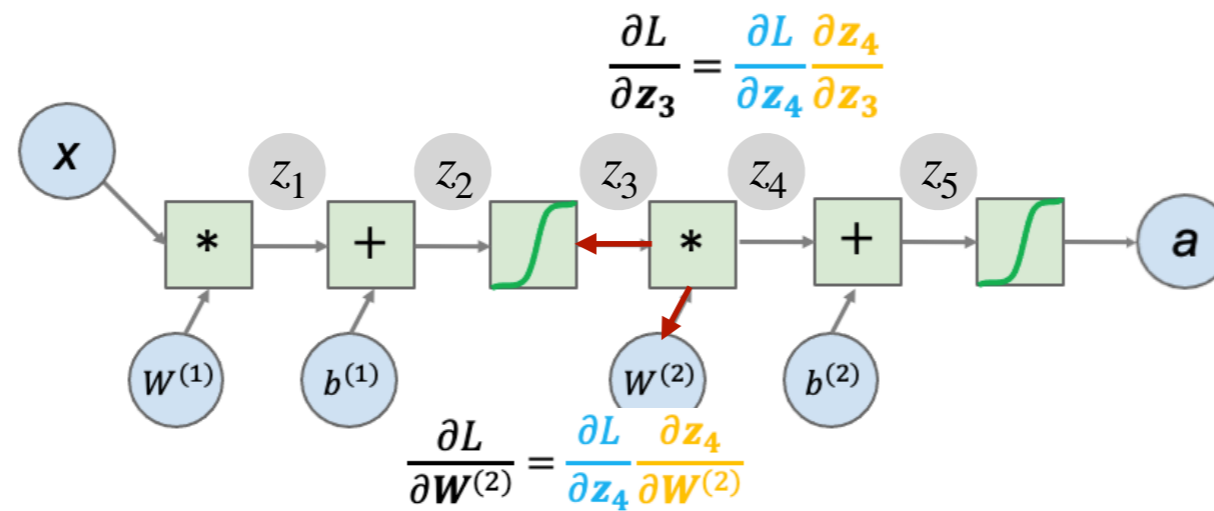 ∂L/∂z₃ = ∂L/∂z₄ ∂z₄/∂z₃
x
z₁ z₂ z₃ z₄ z₅
* + * + a
W⁽¹⁾ b⁽¹⁾ W⁽²⁾ b⁽²⁾
∂L/∂W⁽²⁾ = ∂L/∂z₄ ∂z₄/∂W⁽²⁾